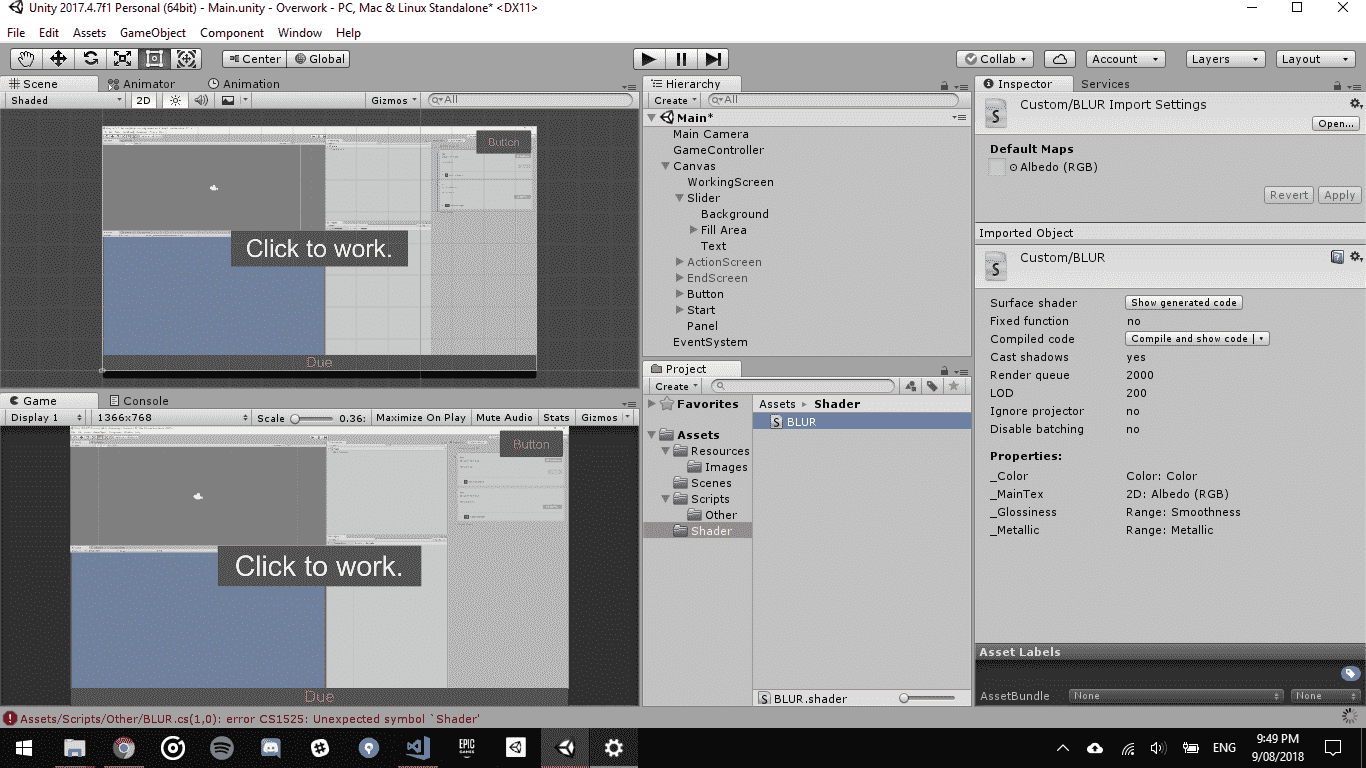 Unity 2017.4.7f1 Personal (64bit) - Main.unity - Overwork - PC, Mac & Linux Standalone* <DX11>
File Edit Assets GameObject Component Window Help
Center Global Collab Account Layers Layout
Scene Animator Animation
Shaded 2D Gizmos All
Button
Click to work.
Due
Game Console
Display 1 1366x768 Scale 0.36: Maximize On Play Mute Audio Stats Gizmos
Button
Click to work.
Due
Hierarchy
Create All
Main*
Main Camera
GameController
Canvas
WorkingScreen
Slider
Background
Fill Area
Text
ActionScreen
EndScreen
Button
Start
Panel
EventSystem
Project
Create
Favorites
Assets
Resources
Images
Scenes
Scripts
Other
Shader
Assets Shader
BLUR
BLUR.shader
Inspector Services
Custom/BLUR Import Settings
Open...
Default Maps
Albedo (RGB)
Revert Apply
Imported Object
Custom/BLUR
Surface shader Show generated code
Fixed function no
Compiled code Compile and show code
Cast shadows yes
Render queue 2000
LOD 200
Ignore projector no
Disable batching no
Properties:
_Color Color: Color
_MainTex 2D: Albedo (RGB)
_Glossiness Range: Smoothness
_Metallic Range: Metallic
Asset Labels
AssetBundle None None
Assets/Scripts/Other/BLUR.cs(1,0): error CS1525: Unexpected symbol `Shader'
EPIC GAMES
ENG
9:49 PM
9/08/2018